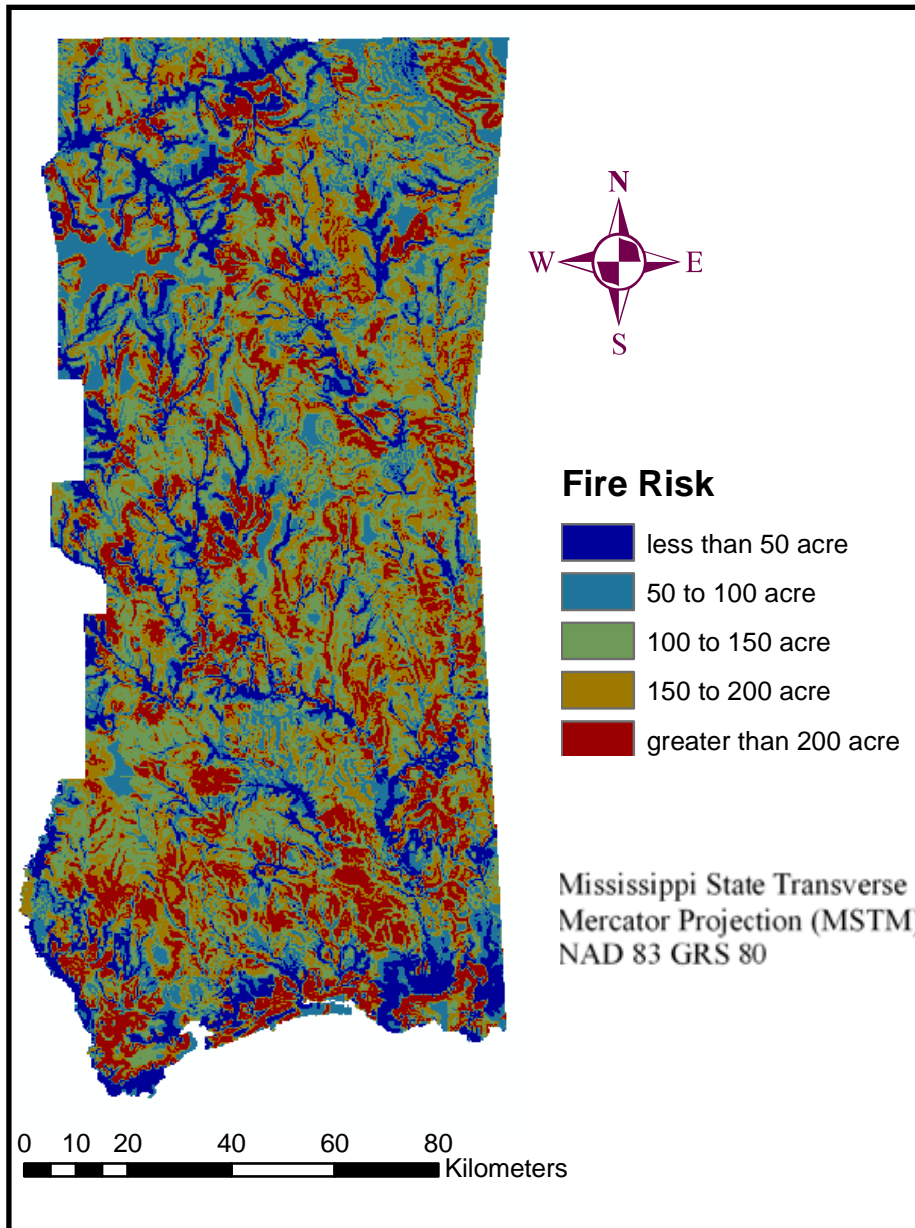 N
W E
S
Fire Risk
less than 50 acre
50 to 100 acre
100 to 150 acre
150 to 200 acre
greater than 200 acre
Mississippi State Transverse
Mercator Projection (MSTM)
NAD 83 GRS 80
0 10 20 40 60 80
Kilometers